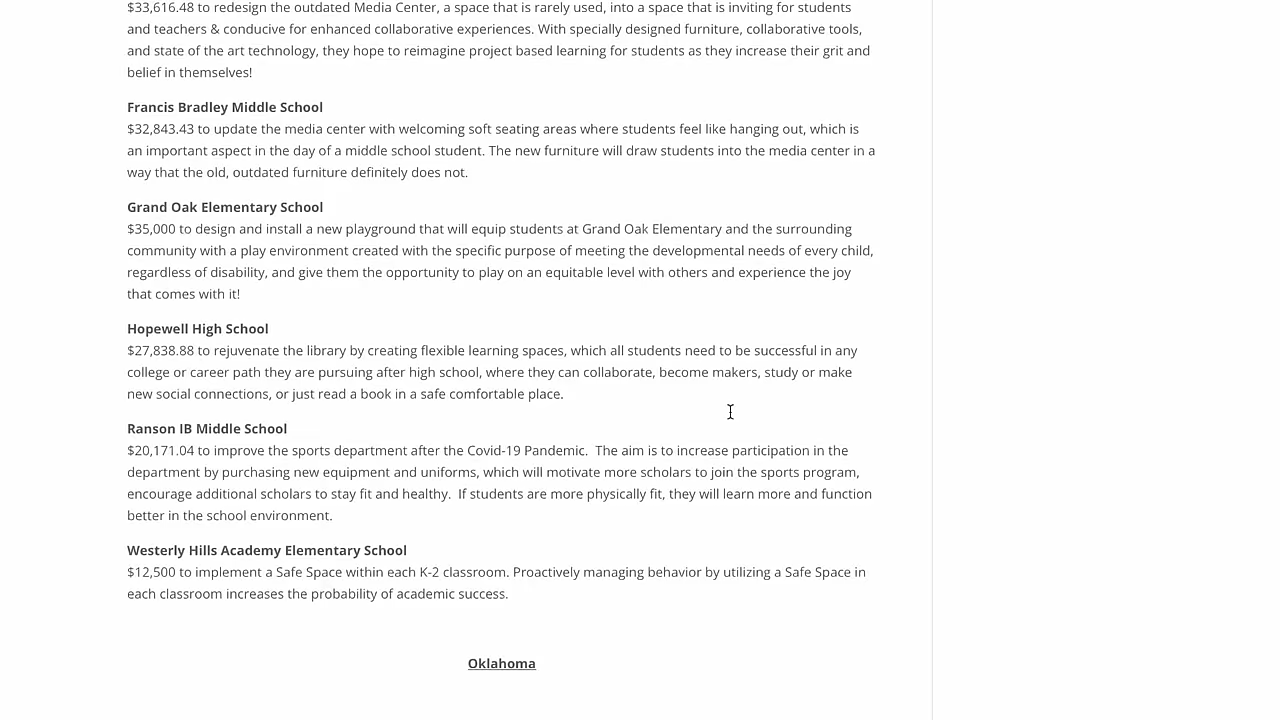 $33,616.48 to redesign the outdated Media Center, a space that is rarely used, into a space that is inviting for students
and teachers & conducive for enhanced collaborative experiences. With specially designed furniture, collaborative tools,
and state of the art technology, they hope to reimagine project based learning for students as they increase their grit and
belief in themselves!
Francis Bradley Middle School
$32,843.43 to update the media center with welcoming soft seating areas where students feel like hanging out, which is
an important aspect in the day of a middle school student. The new furniture will draw students into the media center in a
way that the old, outdated furniture definitely does not.
Grand Oak Elementary School
$35,000 to design and install a new playground that will equip students at Grand Oak Elementary and the surrounding
community with a play environment created with the specific purpose of meeting the developmental needs of every child,
regardless of disability, and give them the opportunity to play on an equitable level with others and experience the joy
that comes with it!
Hopewell High School
$27,838.88 to rejuvenate the library by creating flexible learning spaces, which all students need to be successful in any
college or career path they are pursuing after high school, where they can collaborate, become makers, study or make
new social connections, or just read a book in a safe comfortable place.
Ranson IB Middle School
$20,171.04 to improve the sports department after the Covid-19 Pandemic.  The aim is to increase participation in the
department by purchasing new equipment and uniforms, which will motivate more scholars to join the sports program,
encourage additional scholars to stay fit and healthy.  If students are more physically fit, they will learn more and function
better in the school environment.
Westerly Hills Academy Elementary School
$12,500 to implement a Safe Space within each K-2 classroom. Proactively managing behavior by utilizing a Safe Space in
each classroom increases the probability of academic success.
Oklahoma